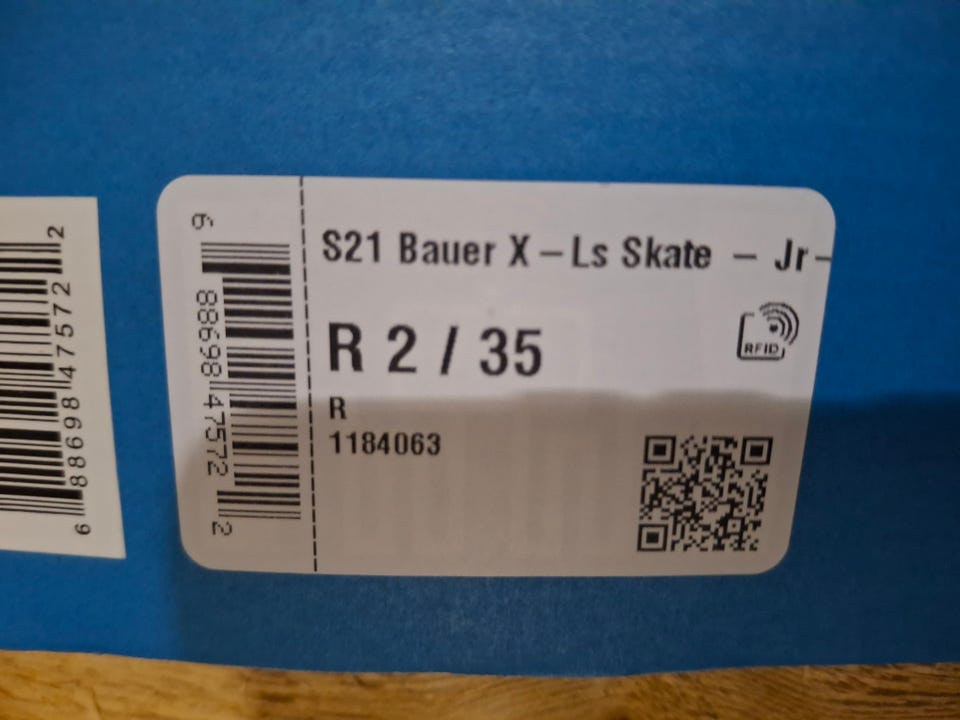 2
6 88698 47572
S21 Bauer X – Ls Skate – Jr –
R 2 / 35
RFID
R
1184063
6 88698 47572 2